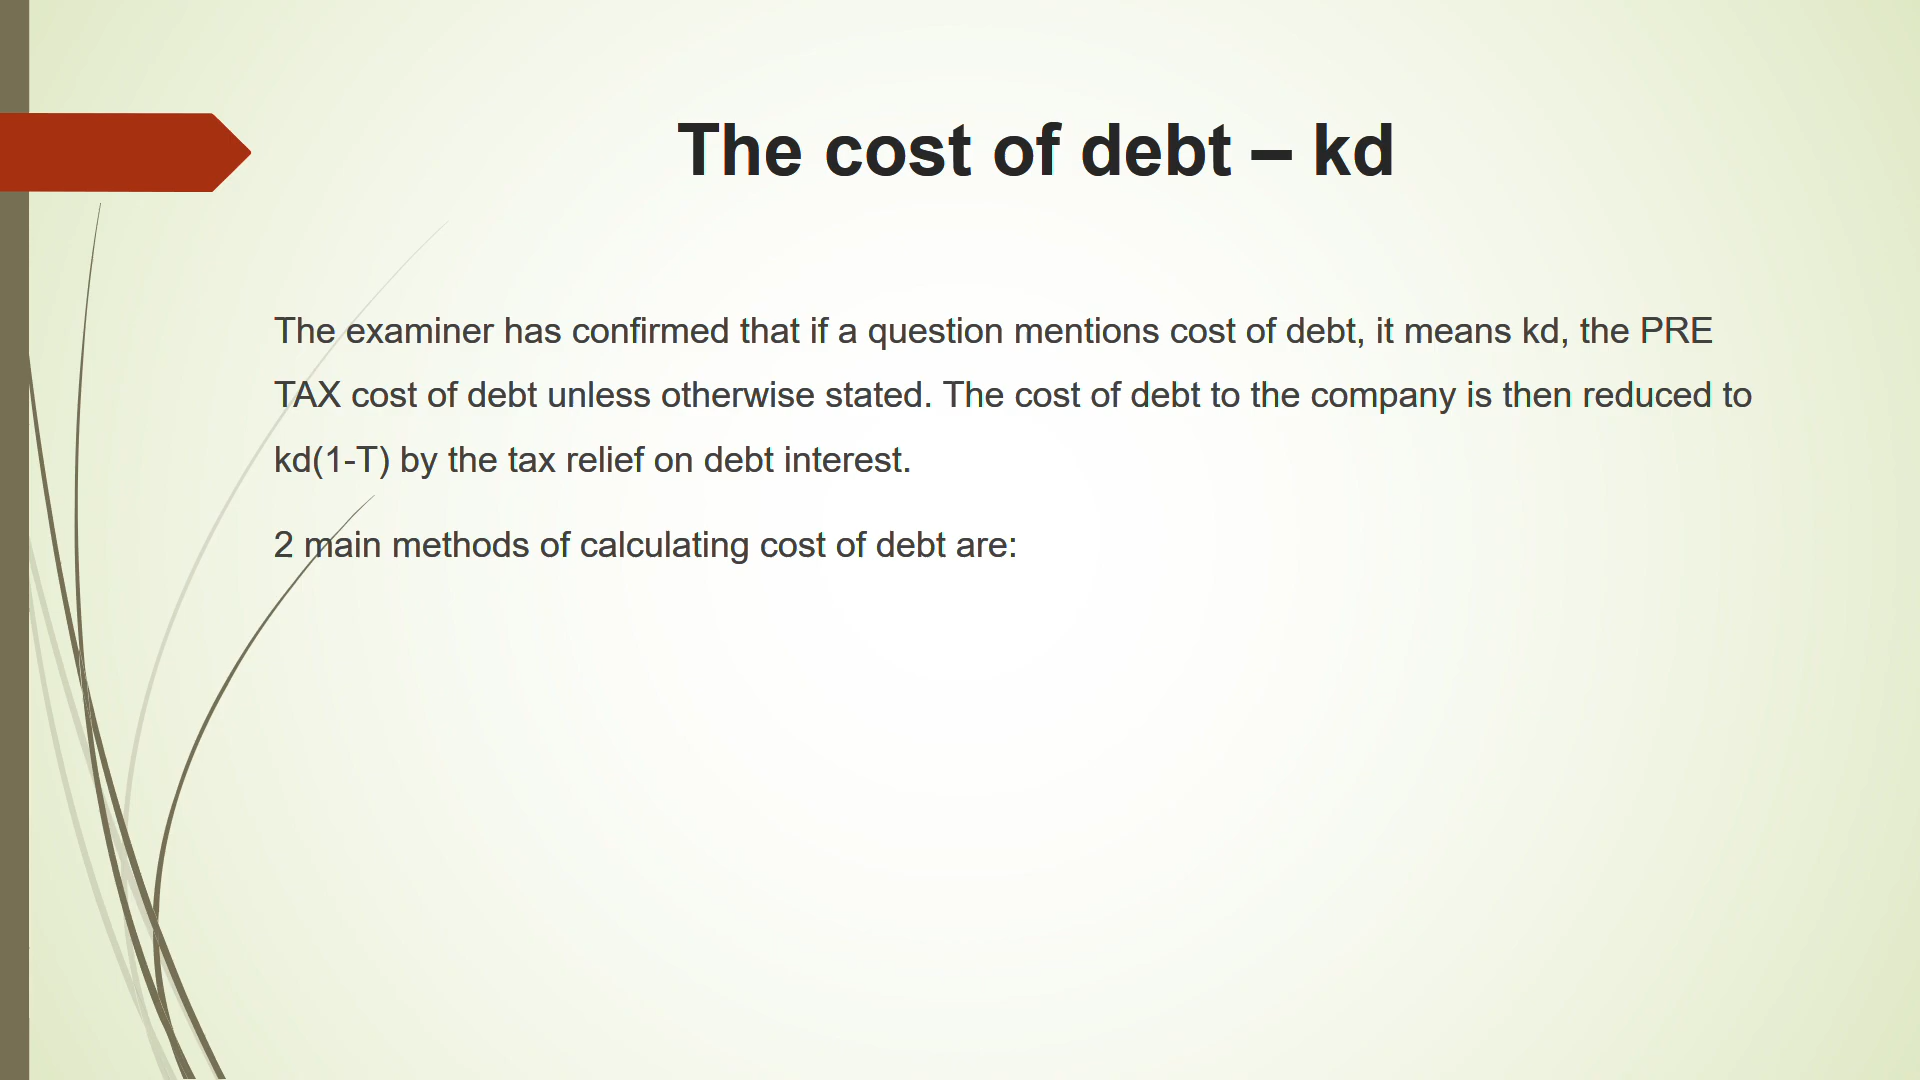 The cost of debt – kd
The examiner has confirmed that if a question mentions cost of debt, it means kd, the PRE
TAX cost of debt unless otherwise stated. The cost of debt to the company is then reduced to
kd(1-T) by the tax relief on debt interest.
2 main methods of calculating cost of debt are: